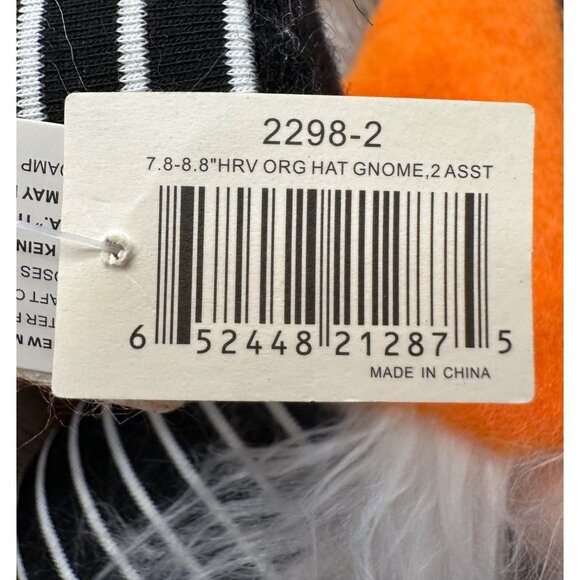 2298-2
7.8-8.8"HRV ORG HAT GNOME,2 ASST
6 52448 21287 5
MADE IN CHINA